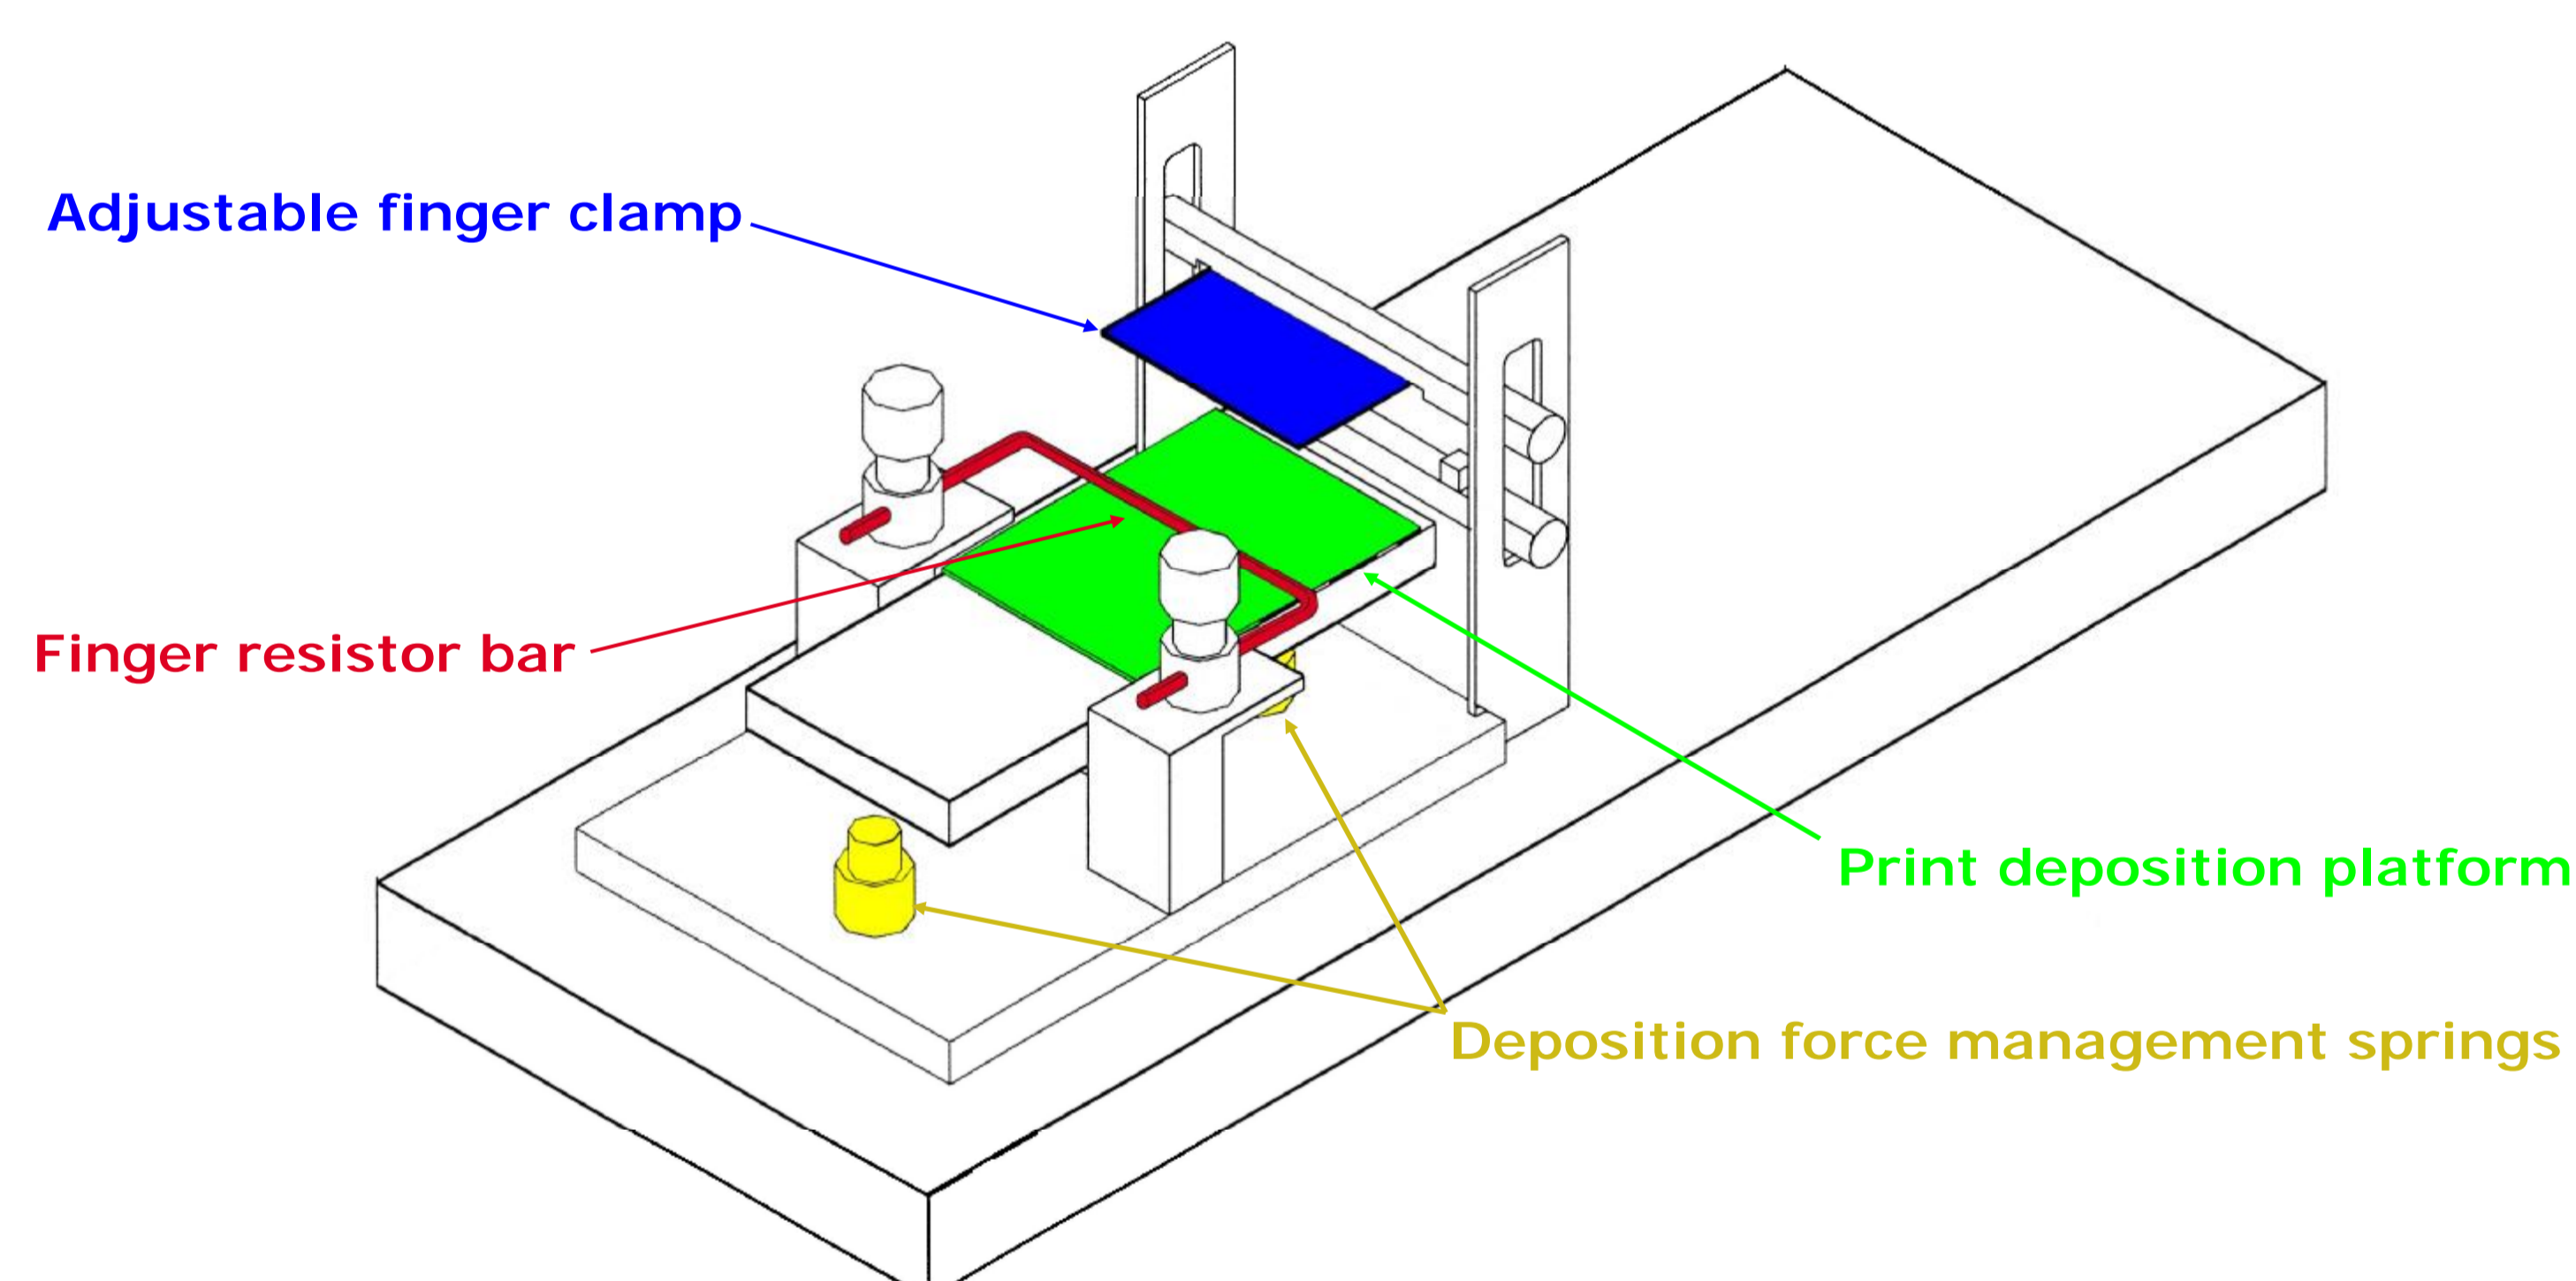 Adjustable finger clamp
Finger resistor bar
Print deposition platform
Deposition force management springs